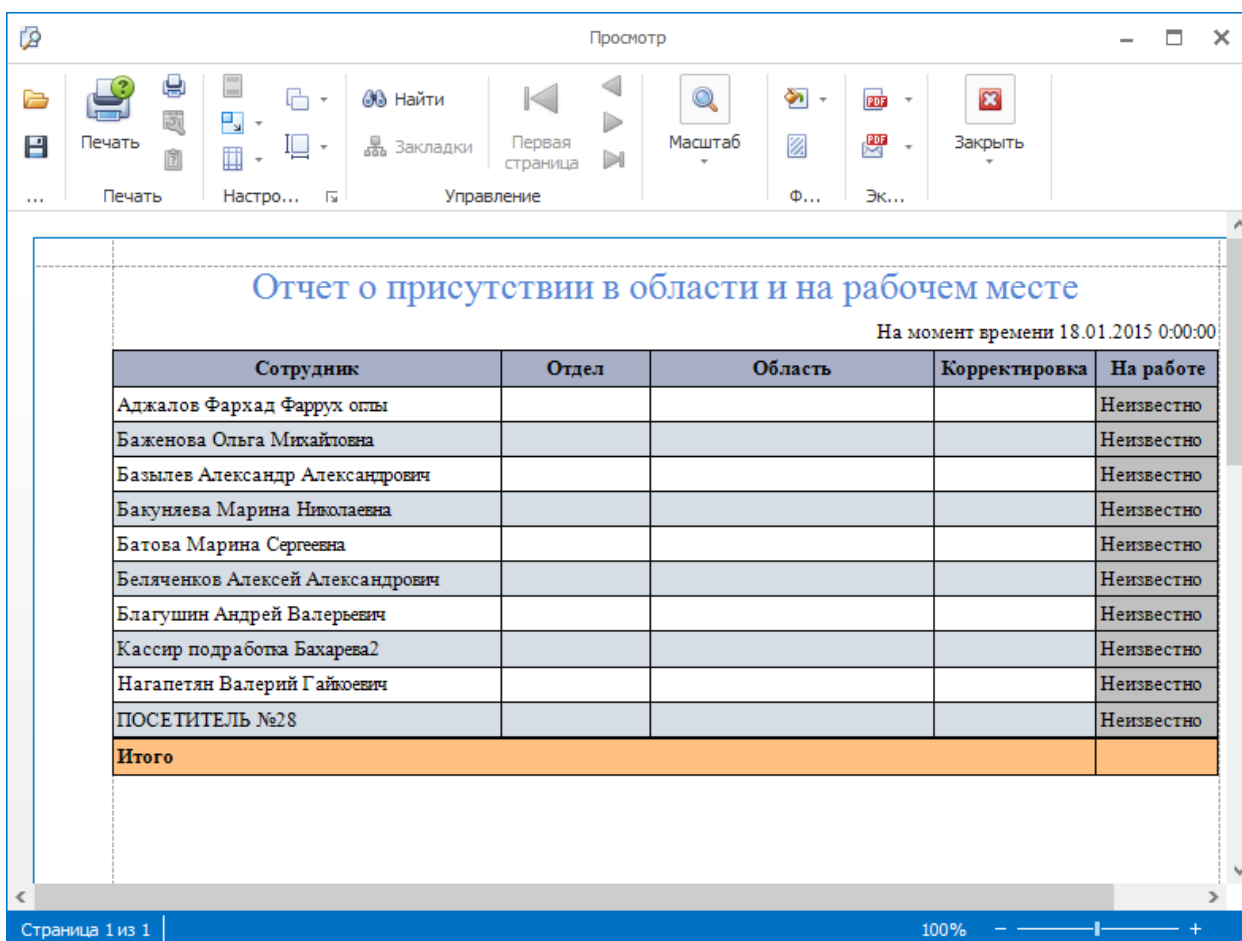 Просмотр
Найти
Печать
Закладки
Первая страница
Масштаб
Закрыть
...
Печать
Настро...
Управление
Ф...
Эк...
Отчет о присутствии в области и на рабочем месте
На момент времени 18.01.2015 0:00:00
Сотрудник Отдел Область Корректировка На работе
Аджалов Фархад Фаррух оглы Неизвестно
Баженова Ольга Михайловна Неизвестно
Базылев Александр Александрович Неизвестно
Бакуняева Марина Николаевна Неизвестно
Батова Марина Сергеевна Неизвестно
Беляченков Алексей Александрович Неизвестно
Благушин Андрей Валерьевич Неизвестно
Кассир подработка Бахарева2 Неизвестно
Нагапетян Валерий Гайкоевич Неизвестно
ПОСЕТИТЕЛЬ №28 Неизвестно
Итого
Страница 1 из 1
100%